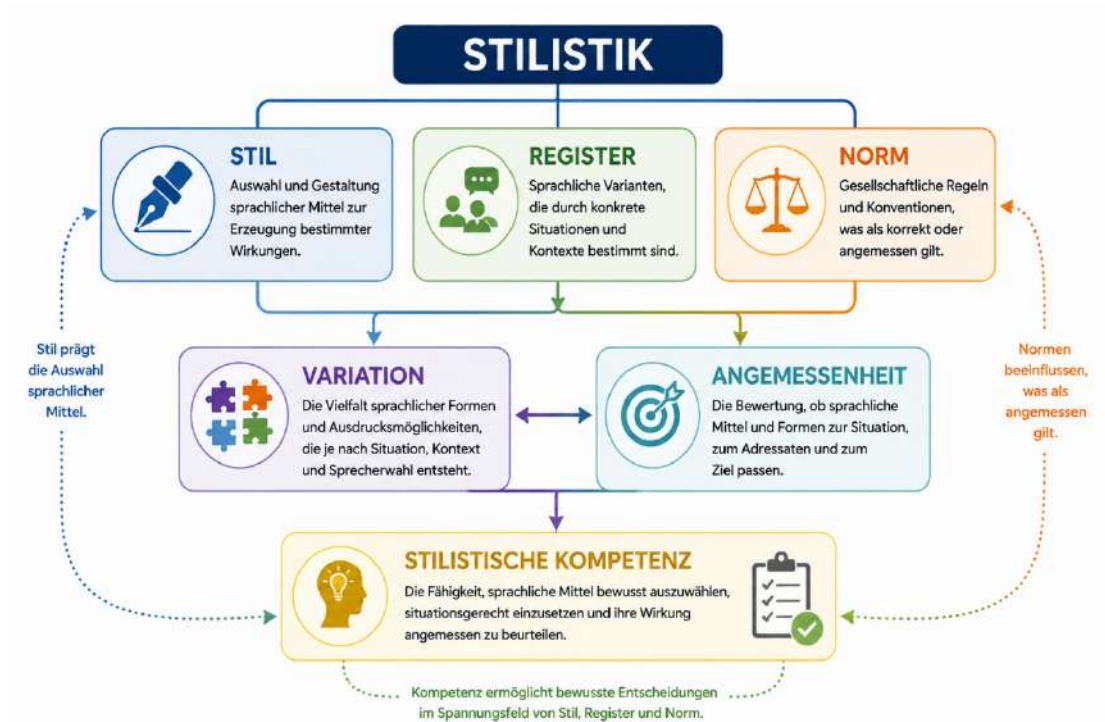 STILISTIK
STIL
Auswahl und Gestaltung
sprachlicher Mittel zur
Erzeugung bestimmter
Wirkungen.
REGISTER
Sprachliche Varianten,
die durch konkrete
Situationen und
Kontexte bestimmt sind.
NORM
Gesellschaftliche Regeln
und Konventionen,
was als korrekt oder
angemessen gilt.
Stil prägt
die Auswahl
sprachlicher
Mittel.
VARIATION
Die Vielfalt sprachlicher Formen
und Ausdrucksmöglichkeiten,
die je nach Situation, Kontext
und Sprecherwahl entsteht.
ANGEMESSENHEIT
Die Bewertung, ob sprachliche
Mittel und Formen zur Situation,
zum Adressaten und zum
Ziel passen.
Normen
beeinflussen,
was als
angemessen
gilt.
STILISTISCHE KOMPETENZ
Die Fähigkeit, sprachliche Mittel bewusst auszuwählen,
situationsgerecht einzusetzen und ihre Wirkung
angemessen zu beurteilen.
Kompetenz ermöglicht bewusste Entscheidungen
im Spannungsfeld von Stil, Register und Norm.